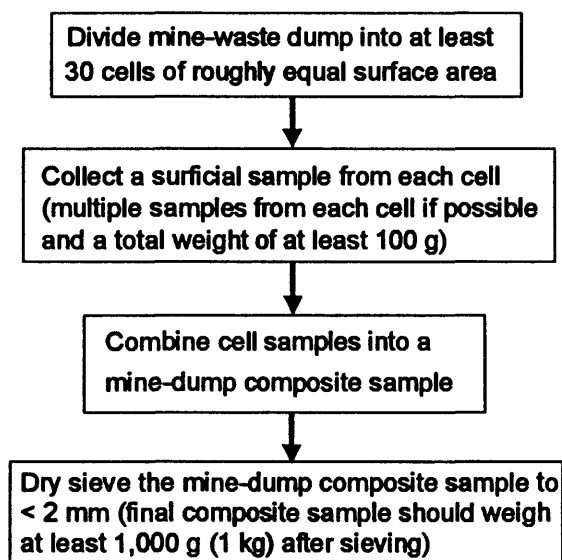 Divide mine-waste dump into at least
30 cells of roughly equal surface area
Collect a surficial sample from each cell
(multiple samples from each cell if possible
and a total weight of at least 100 g)
Combine cell samples into a
mine-dump composite sample
Dry sieve the mine-dump composite sample to
< 2 mm (final composite sample should weigh
at least 1,000 g (1 kg) after sieving)